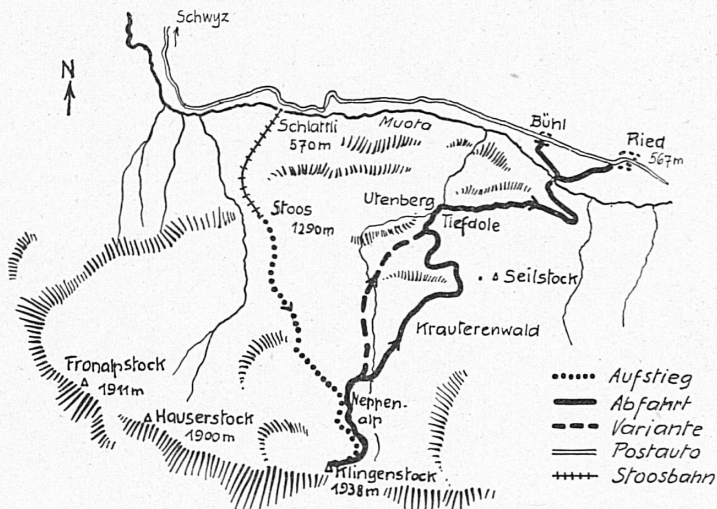 Schwyz
N
Schlattli
570m
Muota
Bühl
Ried
567m
Stoos
1290m
Utenberg
Tiefdole
Seilstock
Krauterenwald
Fronalpstock
1911m
Hauserstock
1900m
Neppen-
alp
Klingenstock
1938m
Aufstieg
Abfahrt
Variante
Postauto
Stoosbahn